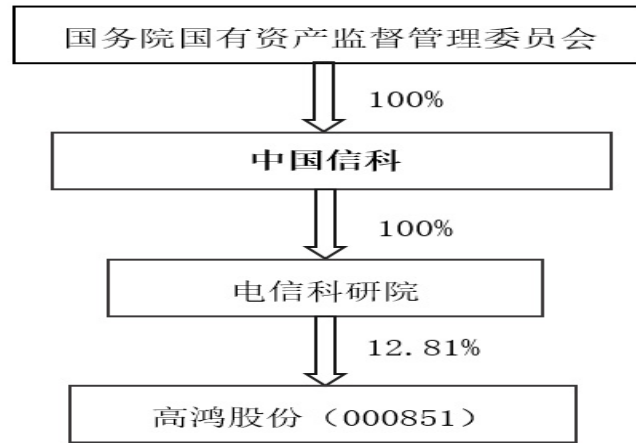 国务院国有资产监督管理委员会
100%
中国信科
100%
电信科研院
12.81%
高鸿股份（000851）